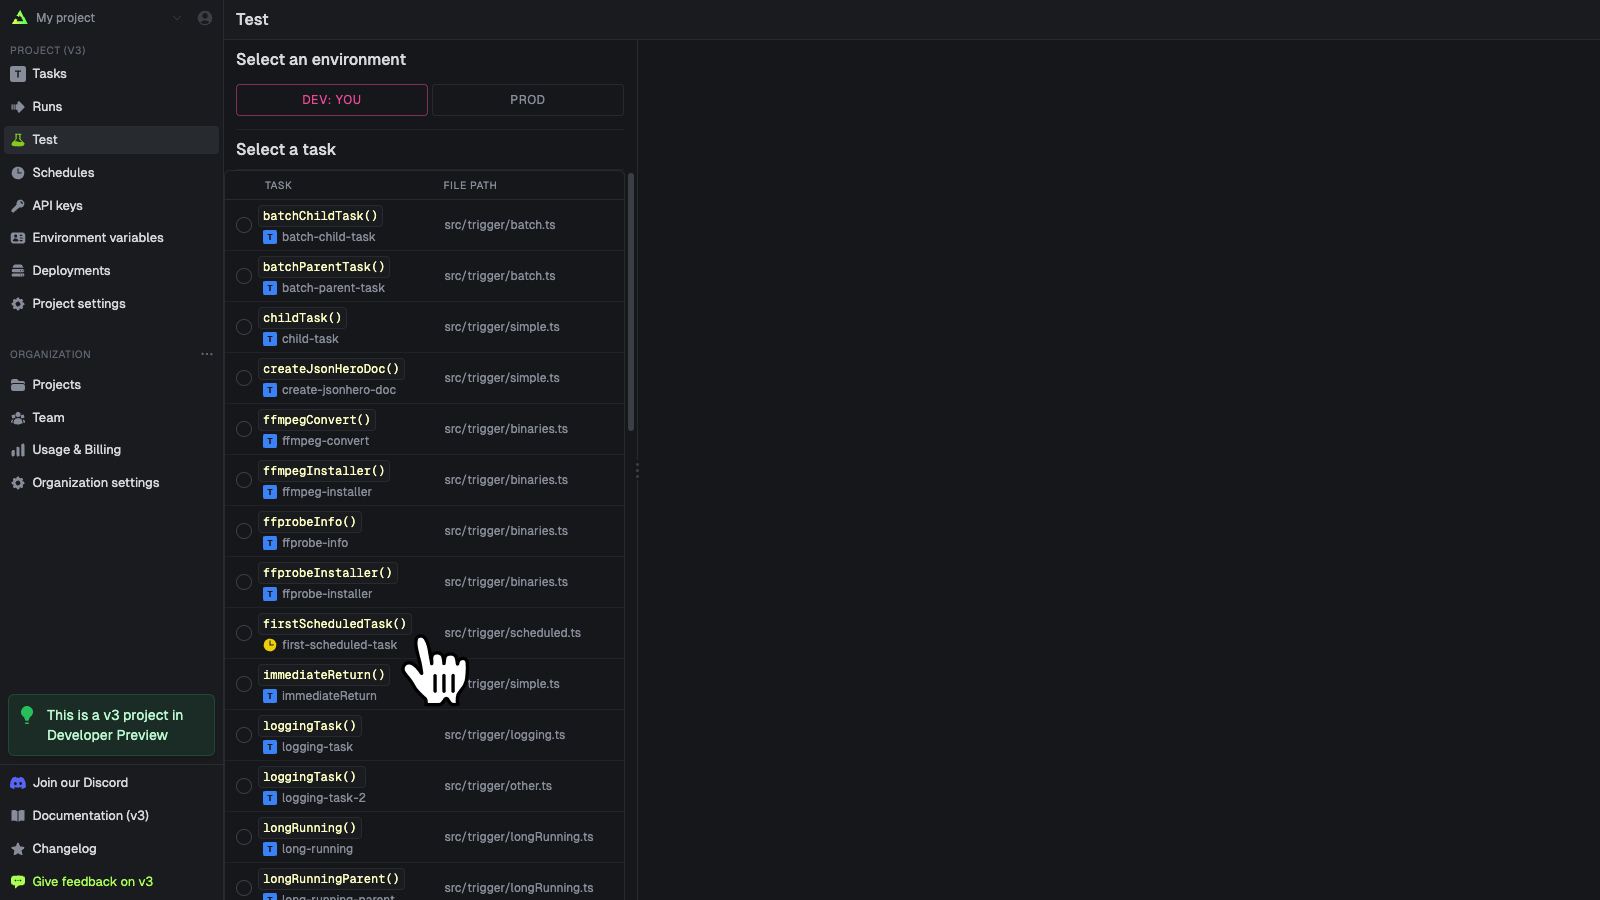 My project
PROJECT (V3)
Tasks
Runs
Test
Schedules
API keys
Environment variables
Deployments
Project settings
ORGANIZATION
Projects
Team
Usage & Billing
Organization settings
This is a v3 project in
Developer Preview
Join our Discord
Documentation (v3)
Changelog
Give feedback on v3
Test
Select an environment
DEV: YOU PROD
Select a task
TASK FILE PATH
batchChildTask()
T batch-child-task
src/trigger/batch.ts
batchParentTask()
T batch-parent-task
src/trigger/batch.ts
childTask()
T child-task
src/trigger/simple.ts
createJsonHeroDoc()
T create-jsonhero-doc
src/trigger/simple.ts
ffmpegConvert()
T ffmpeg-convert
src/trigger/binaries.ts
ffmpegInstaller()
T ffmpeg-installer
src/trigger/binaries.ts
ffprobeInfo()
T ffprobe-info
src/trigger/binaries.ts
ffprobeInstaller()
T ffprobe-installer
src/trigger/binaries.ts
firstScheduledTask()
first-scheduled-task
src/trigger/scheduled.ts
immediateReturn()
T immediateReturn
trigger/simple.ts
loggingTask()
T logging-task
src/trigger/logging.ts
loggingTask()
T logging-task-2
src/trigger/other.ts
longRunning()
T long-running
src/trigger/longRunning.ts
longRunningParent()
T long-running-parent
src/trigger/longRunning.ts